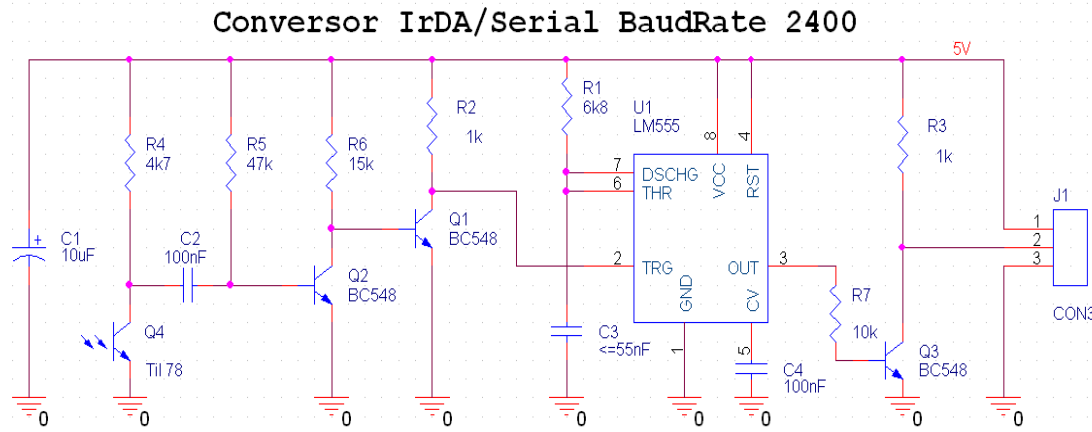 Conversor IrDA/Serial BaudRate 2400
5V
R4
4k7
R5
47k
R6
15k
R2
1k
R1
6k8
U1
LM555
8
4
R3
1k
7
DSCHG
VCC
RST
6
THR
J1
1
2
3
CON3
C1
10uF
+
C2
100nF
Q1
BC548
Q2
BC548
2
TRG
OUT
3
GND
CV
Q4
Til 78
C3
<=55nF
1
5
C4
100nF
R7
10k
Q3
BC548
0
0
0
0
0
0
0
0
0